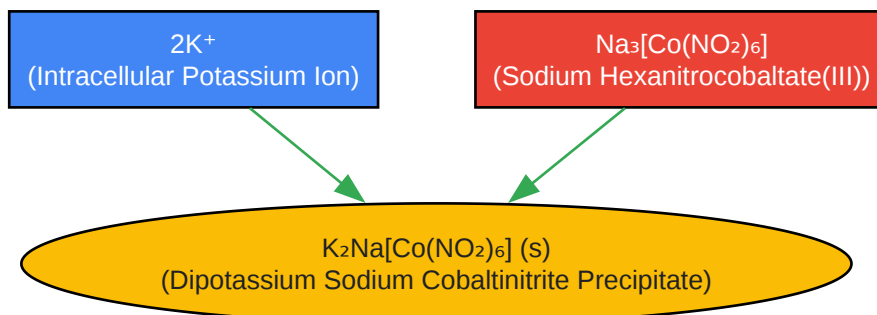 2K⁺
(Intracellular Potassium Ion)
Na₃[Co(NO₂)₆]
(Sodium Hexanitrocobaltate(III))
K₂Na[Co(NO₂)₆] (s)
(Dipotassium Sodium Cobaltinitrite Precipitate)